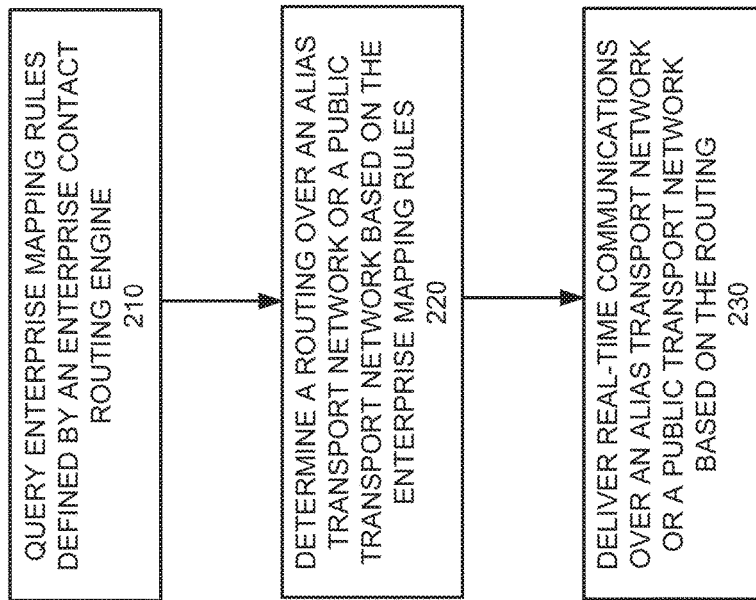 QUERY ENTERPRISE MAPPING RULES
DEFINED BY AN ENTERPRISE CONTACT
ROUTING ENGINE
210
DETERMINE A ROUTING OVER AN ALIAS
TRANSPORT NETWORK OR A PUBLIC
TRANSPORT NETWORK BASED ON THE
ENTERPRISE MAPPING RULES
220
DELIVER REAL-TIME COMMUNICATIONS
OVER AN ALIAS TRANSPORT NETWORK
OR A PUBLIC TRANSPORT NETWORK
BASED ON THE ROUTING
230